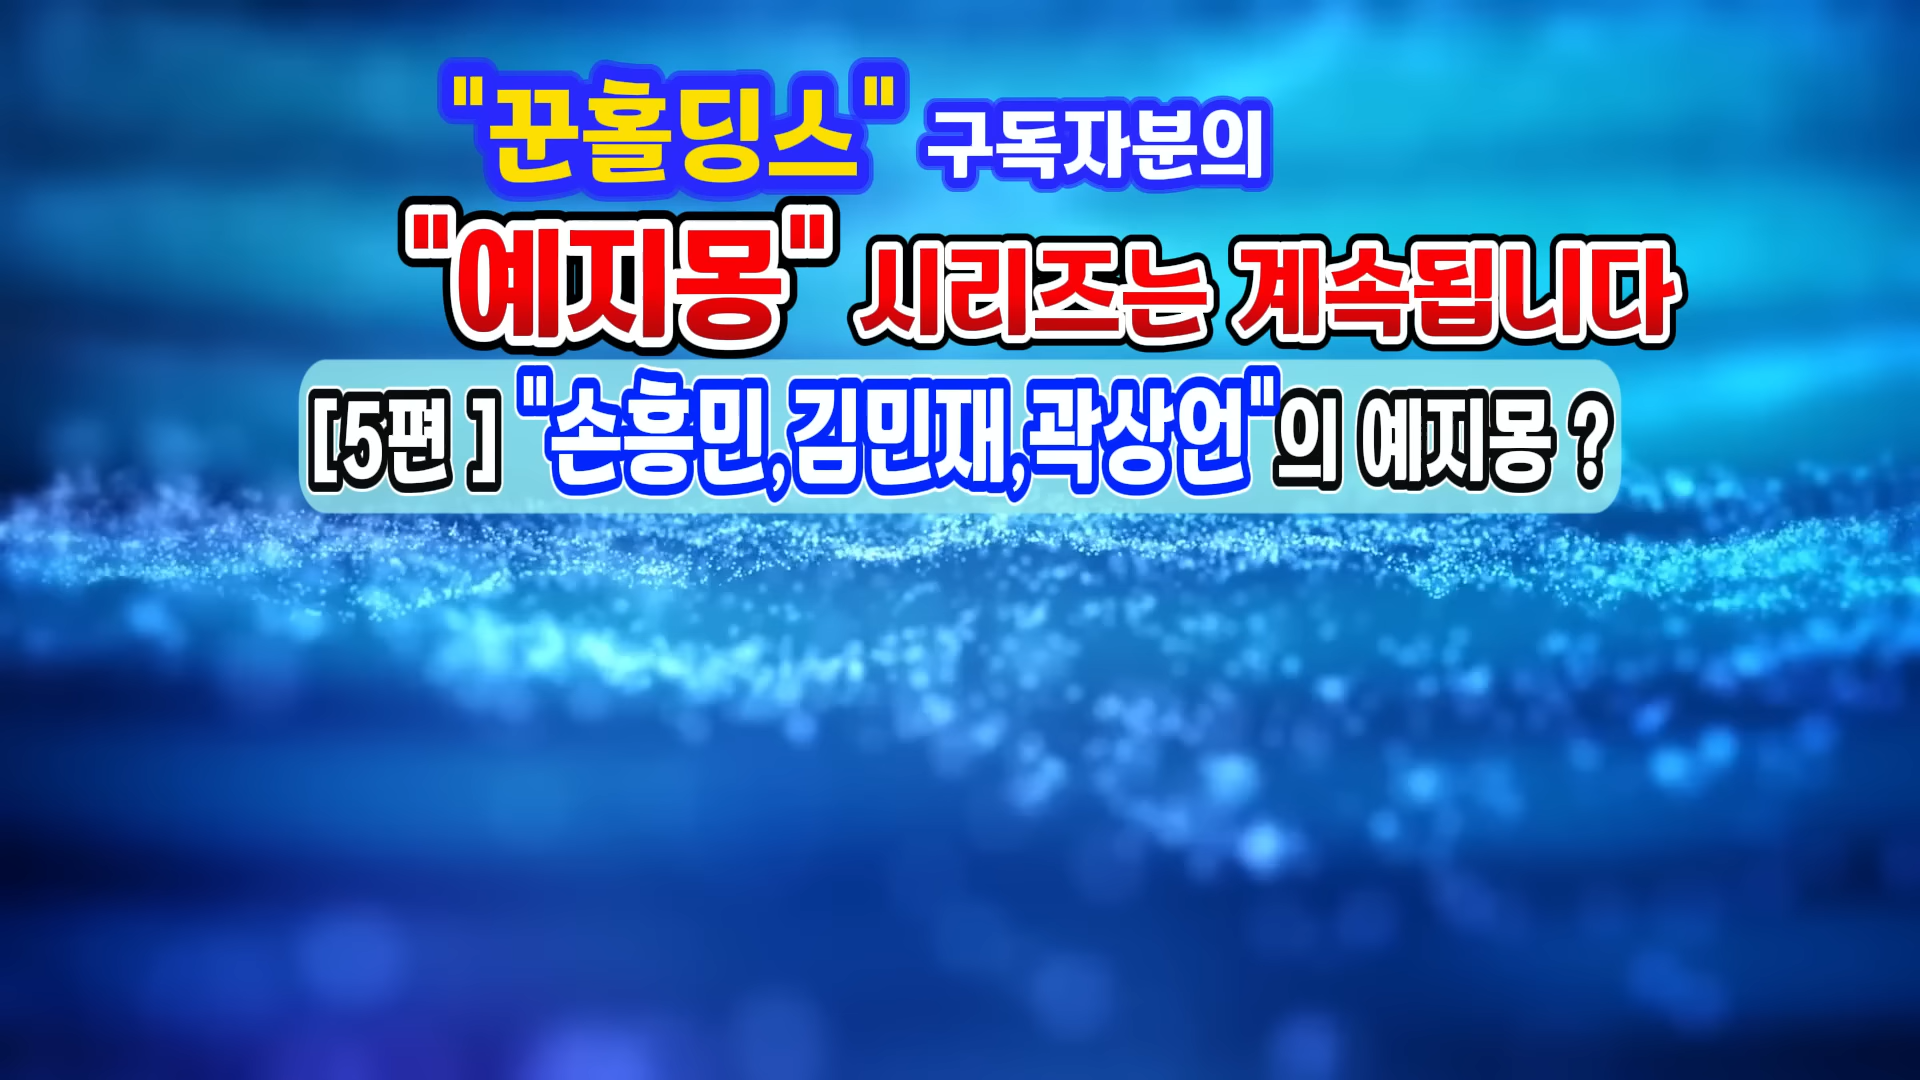 "꾼홀딩스" 구독자분의
"예지몽" 시리즈는 계속됩니다
[5편 ] "손흥민,김민재,곽상언"의 예지몽 ?